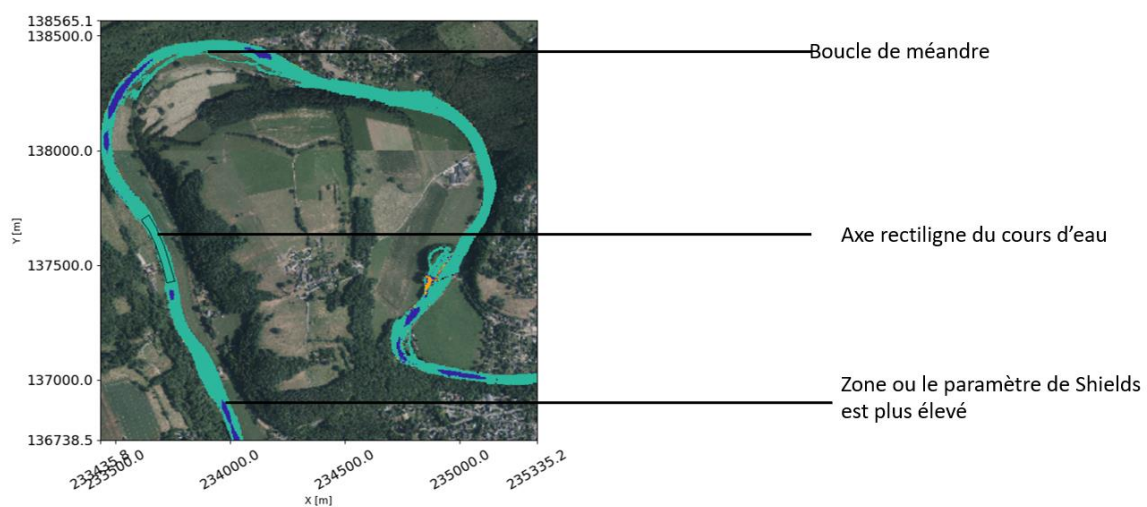 138565.1
138500.0
Boucle de méandre
138000.0
Y [m]
137500.0
Axe rectiligne du cours d'eau
137000.0
Zone ou le paramètre de Shields
est plus élevé
136738.5
233435.8
233500.0
234000.0
234500.0
235000.0
235335.2
X [m]